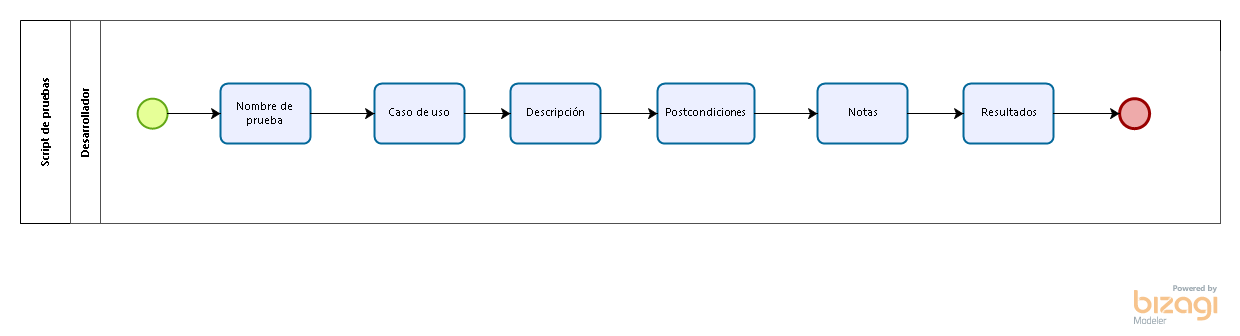 Script de pruebas
Desarrollador
Nombre de
prueba
Caso de uso
Descripción
Postcondiciones
Notas
Resultados
Powered by
bizagi
Modeler